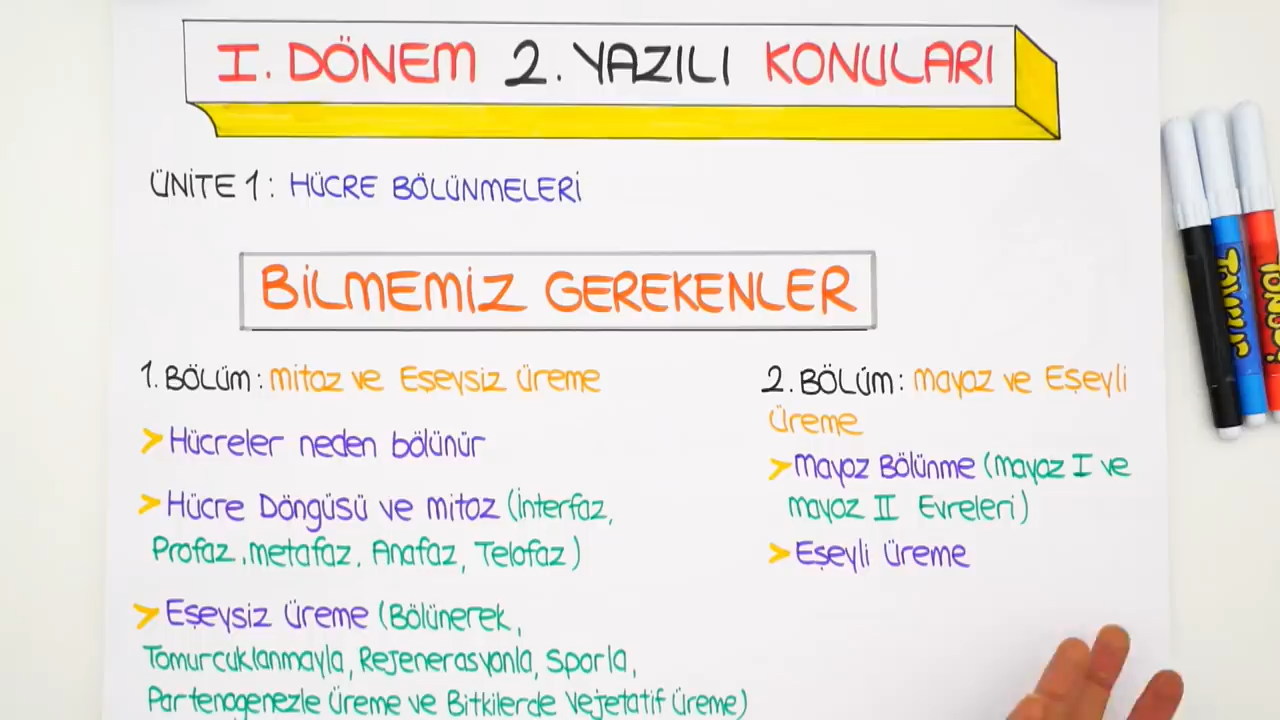 I. DÖNEM 2. YAZILI KONULARI
ÜNİTE 1: HÜCRE BÖLÜNMELERİ
BİLMEMİZ GEREKENLER
1. BÖLÜM: mitoz ve Eşeysiz üreme
> Hücreler neden bölünür
> Hücre Döngüsü ve mitoz (İnterfaz,
Profaz, metafaz, Anafaz, Telofaz)
> Eşeysiz üreme (Bölünerek,
Tomurcuklanmayla, Rejenerasyonla, Sporla,
Partenogenezle Üreme ve Bitkilerde Vejetatif Üreme)
2. BÖLÜM: mayoz ve Eşeyli
üreme
> Mayoz Bölünme (mayoz I ve
mayoz II Evreleri)
> Eşeyli üreme